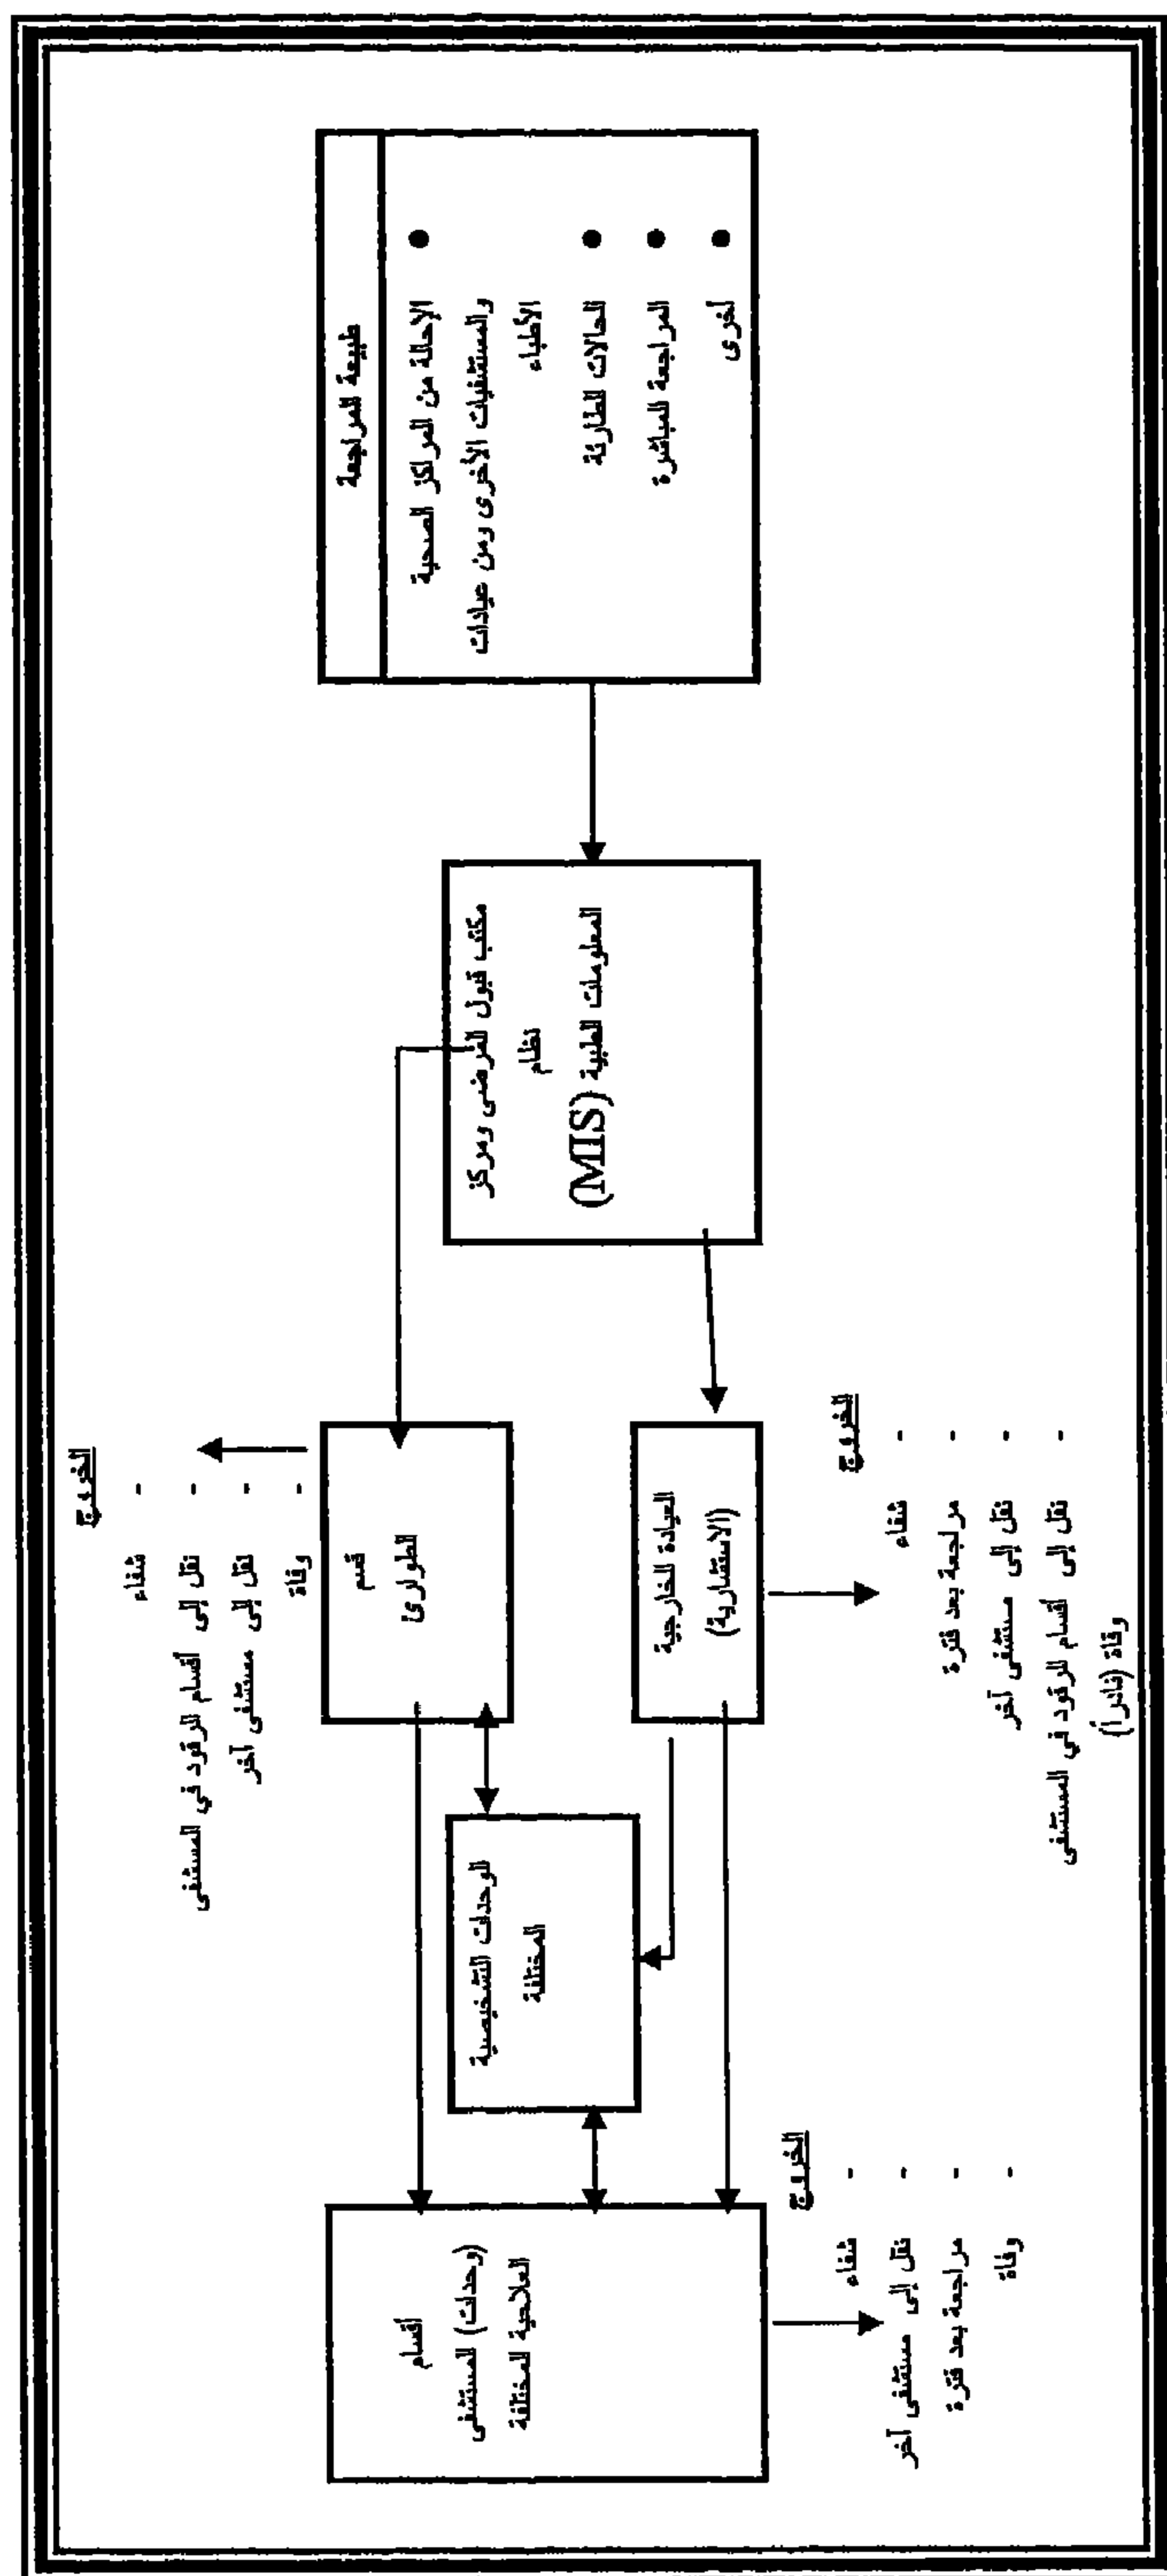 طبيعة المراجعة
• الإحالة من المراكز الصحية
والمستشفيات الأخرى ومن عيادات
الأطباء
• الحالات الطارئة
• المراجعة المباشرة
• أخرى
مكتب قبول المرضى ومركز
نظام
المعلومات الطبية (MIS)
الخروج
- شفاء
- نقل إلى أقسام الرقود في المستشفى
- نقل إلى مستشفى آخر
- وفاة
قسم
الطوارئ
العيادة الخارجية
(الاستشارية)
الخروج
- شفاء
- مراجعة بعد فترة
- نقل إلى مستشفى آخر
- نقل إلى أقسام الرقود في المستشفى
وفاة (نادراً)
الوحدات التشخيصية
المختلفة
أقسام
(وحدات) المستشفى
العلاجية المختلفة
الخروج
- شفاء
- نقل إلى مستشفى آخر
- مراجعة بعد فترة
- وفاة